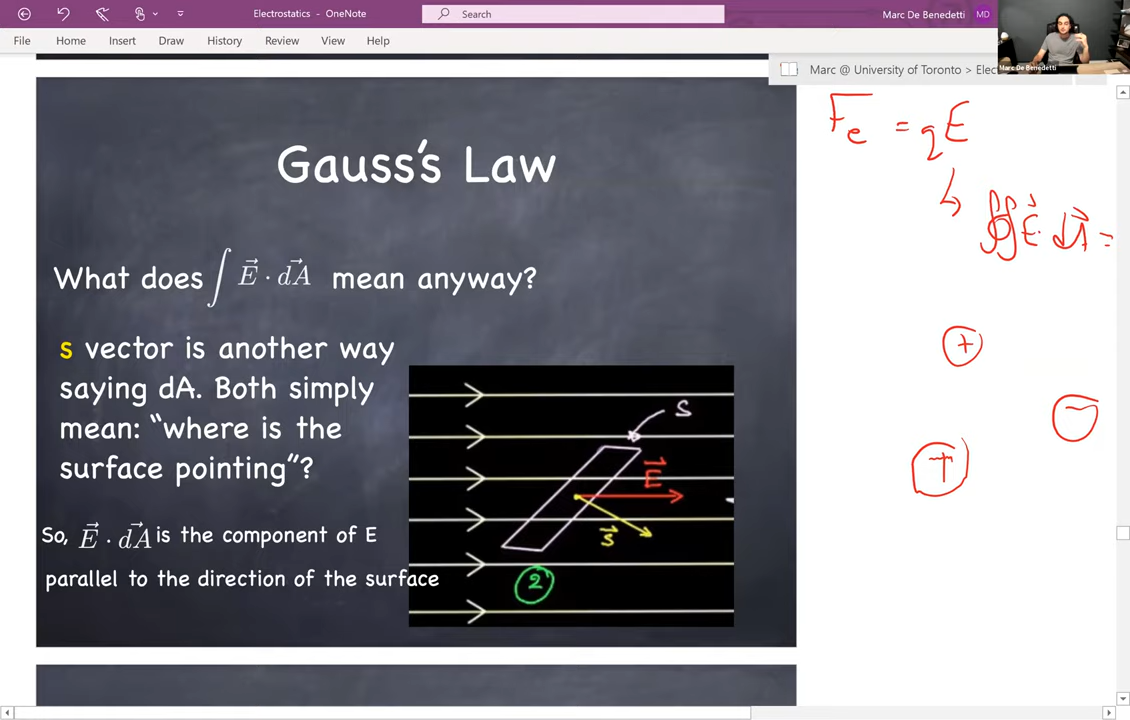 Electrostatics - OneNote
Search
Marc De Benedetti
MD
File Home Insert Draw History Review View Help
Marc De Benedetti
Marc @ University of Toronto > Elec
Gauss's Law
What does ∫ E⃗ · dA⃗ mean anyway?
s vector is another way
saying dA. Both simply
mean: "where is the
surface pointing"?
So, E⃗ · dA⃗ is the component of E
parallel to the direction of the surface
s
E⃗
s⃗
2
Fe = qE
↳ ∯ E⃗ · dA⃗ =
+
−
+